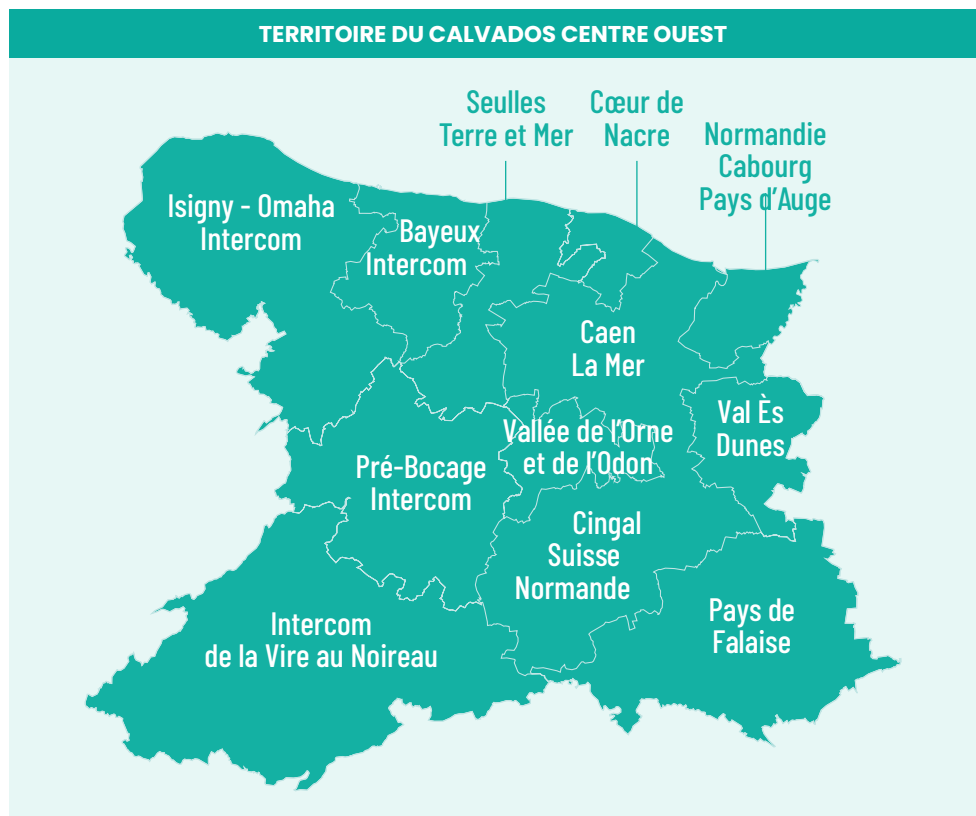 TERRITOIRE DU CALVADOS CENTRE OUEST
Seulles
Terre et Mer
Cœur de
Nacre
Normandie
Cabourg
Pays d'Auge
Isigny - Omaha
Intercom
Bayeux
Intercom
Caen
La Mer
Val Ès
Dunes
Vallée de l'Orne
et de l'Odon
Pré-Bocage
Intercom
Cingal
Suisse
Normande
Pays de
Falaise
Intercom
de la Vire au Noireau